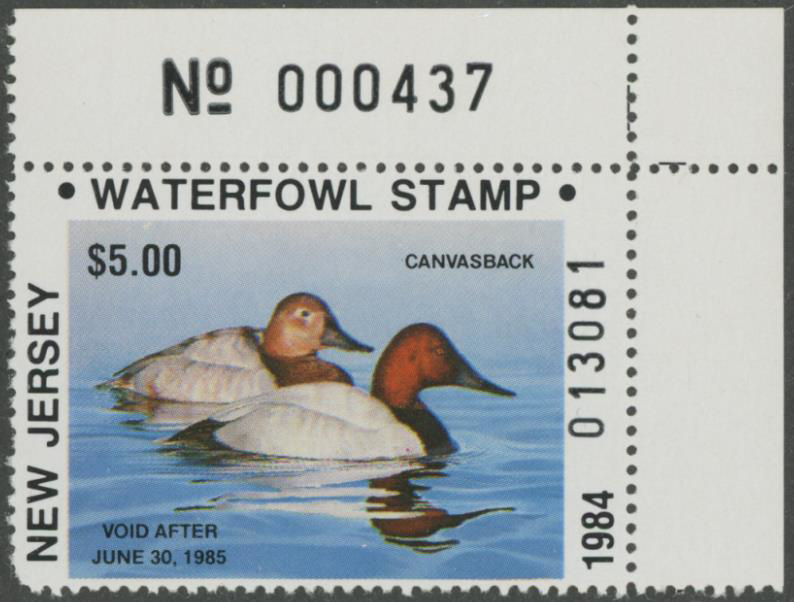 Nº 000437
• WATERFOWL STAMP •
$5.00
CANVASBACK
NEW JERSEY
1984 013081
VOID AFTER
JUNE 30, 1985